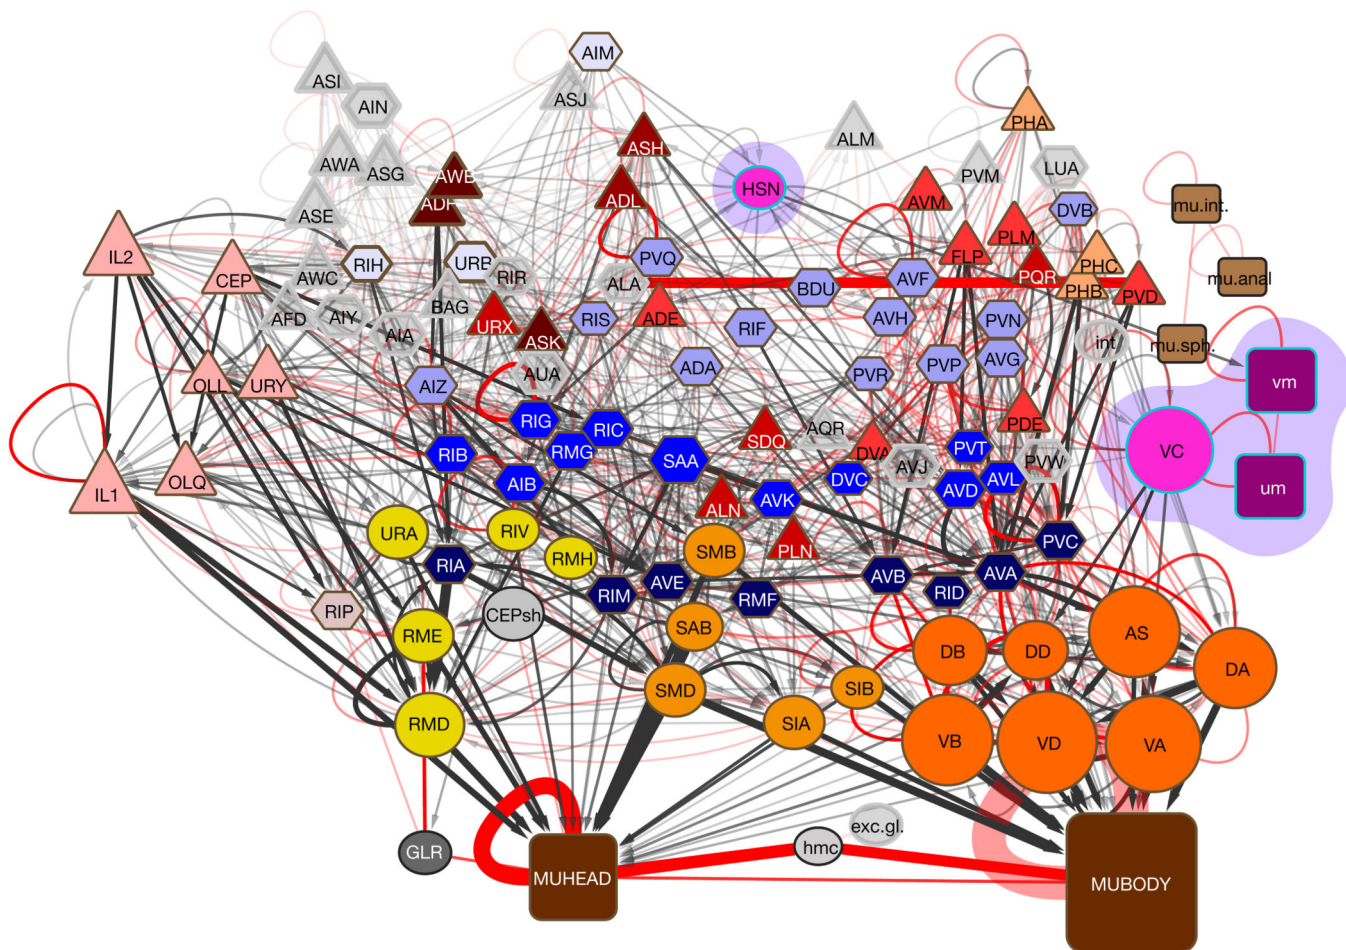 AIM
ASI
ASJ
AIN
PHA
ASH
ALM
AWA
ASG
AWB
PVM
LUA
HSN
ADL
AVM
mu.int.
ASE
DVB
PLM
IL2
CEP
RIH
URB
PVQ
FLP
PHC
AWC
RIR
ALA
PQR
mu.anal
BDU
AVF
PHB
PVD
BAG
AFD
AIY
URX
RIS
ADE
RIF
AVH
PVN
AIA
ASK
int
mu.sph.
AVG
OLL
URY
AIZ
AUA
ADA
PVR
PVP
vm
RIG
RIC
SDQ
AQR
PDE
RIB
RMG
SAA
DVA
PVT
VC
AVJ
PVW
OLQ
IL1
AIB
DVC
AVL
AVD
um
AVK
ALN
URA
RIV
PLN
PVC
RMH
SMB
RIA
AVB
AVA
AVE
RIM
RMF
RID
RIP
CEPsh
RME
SAB
AS
DB
DD
DA
SMD
SIB
RMD
SIA
VB
VD
VA
exc.gl.
GLR
hmc
MUHEAD
MUBODY